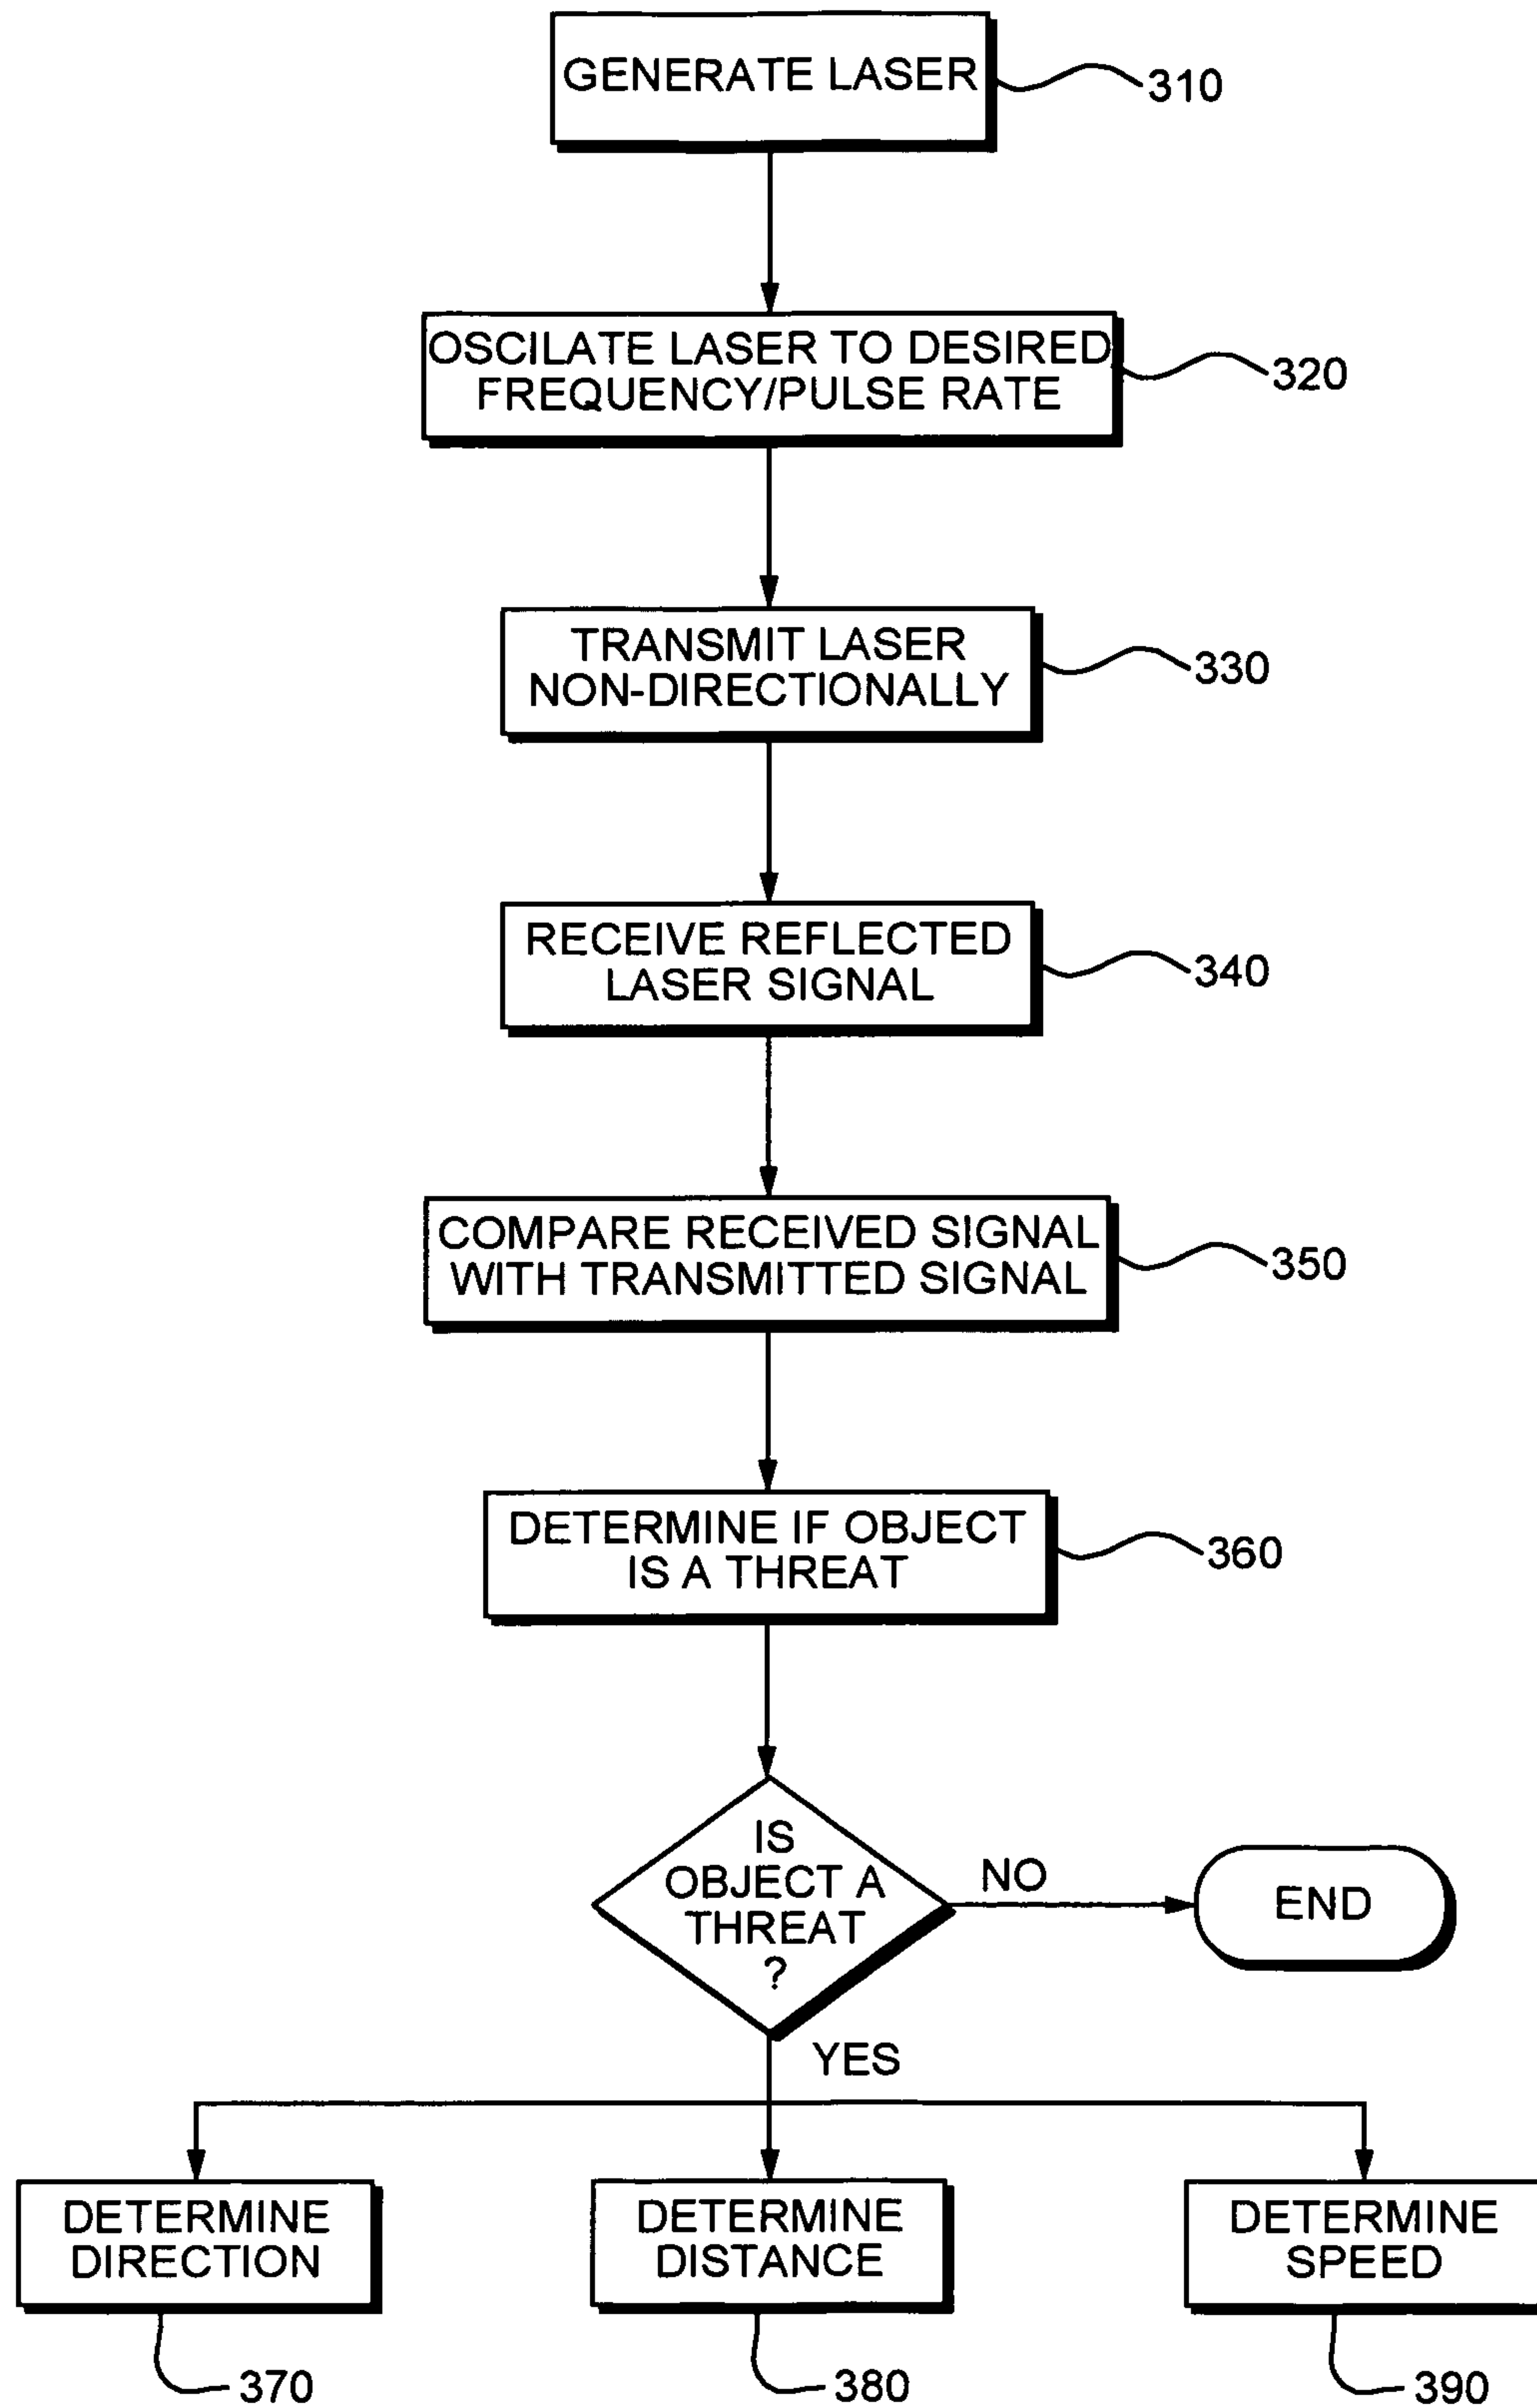 GENERATE LASER
310
OSCILATE LASER TO DESIRED
FREQUENCY/PULSE RATE
320
TRANSMIT LASER
NON-DIRECTIONALLY
330
RECEIVE REFLECTED
LASER SIGNAL
340
COMPARE RECEIVED SIGNAL
WITH TRANSMITTED SIGNAL
350
DETERMINE IF OBJECT
IS A THREAT
360
IS
OBJECT A
THREAT
?
NO
END
YES
DETERMINE
DIRECTION
370
DETERMINE
DISTANCE
380
DETERMINE
SPEED
390